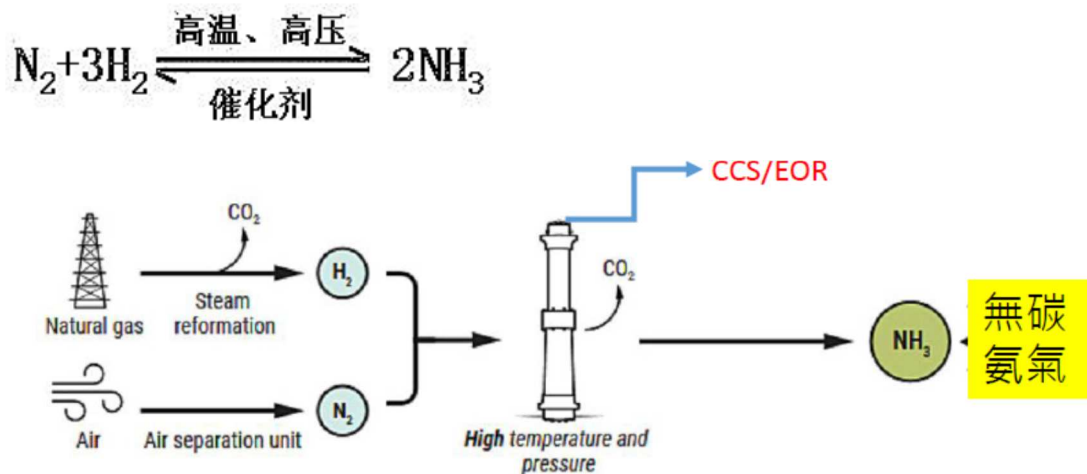 高温、高压
N₂+3H₂ ⇌ 2NH₃
催化剂
CCS/EOR
CO₂
H₂
Natural gas
Steam
reformation
CO₂
NH₃
無碳
氨氣
N₂
Air
Air separation unit
High temperature and
pressure